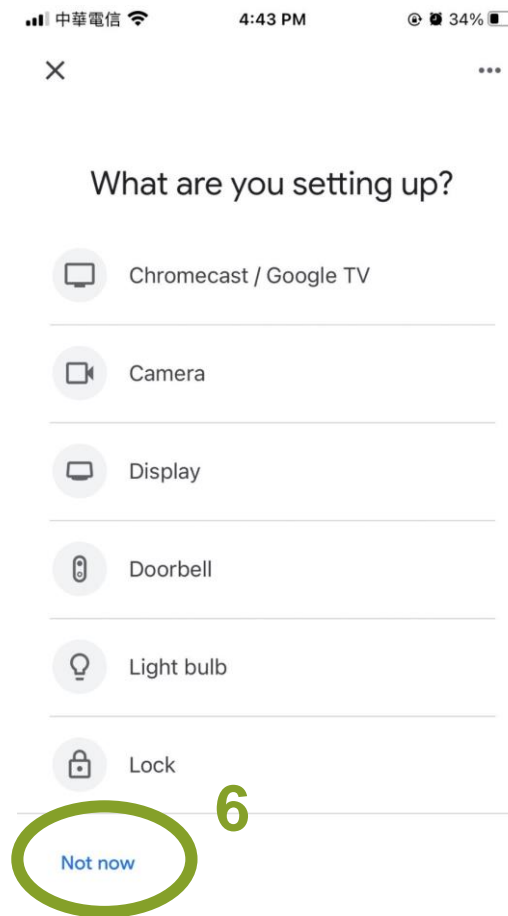 中華電信 4:43 PM 34%
What are you setting up?
Chromecast / Google TV
Camera
Display
Doorbell
Light bulb
Lock
6
Not now